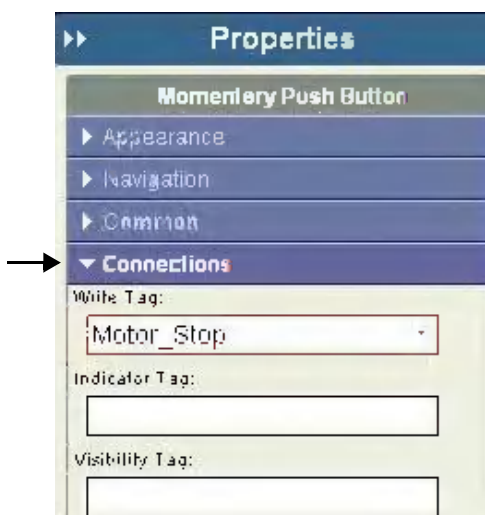 Properties
Momentary Push Button
Appearance
Navigation
Common
Connections
Write Tag:
Motor_Stop
Indicator Tag:
Visibility Tag: